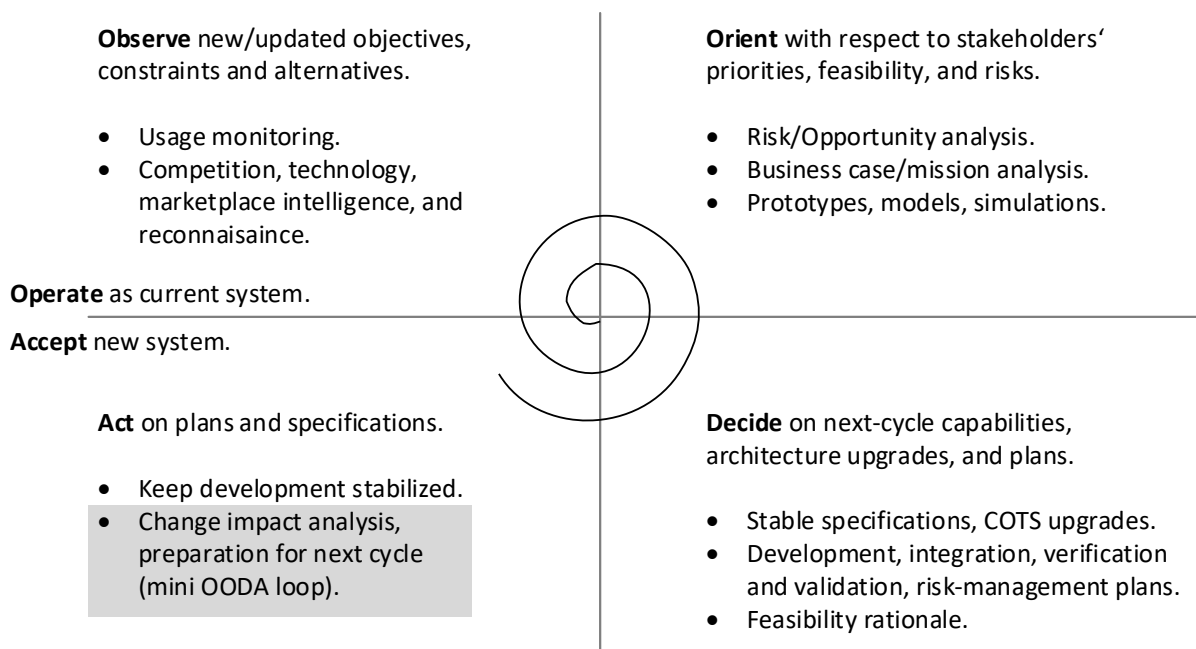 Observe new/updated objectives,
constraints and alternatives.
• Usage monitoring.
• Competition, technology,
marketplace intelligence, and
reconnaisaince.
Orient with respect to stakeholders‘
priorities, feasibility, and risks.
• Risk/Opportunity analysis.
• Business case/mission analysis.
• Prototypes, models, simulations.
Operate as current system.
Accept new system.
Act on plans and specifications.
• Keep development stabilized.
• Change impact analysis,
preparation for next cycle
(mini OODA loop).
Decide on next-cycle capabilities,
architecture upgrades, and plans.
• Stable specifications, COTS upgrades.
• Development, integration, verification
and validation, risk-management plans.
• Feasibility rationale.